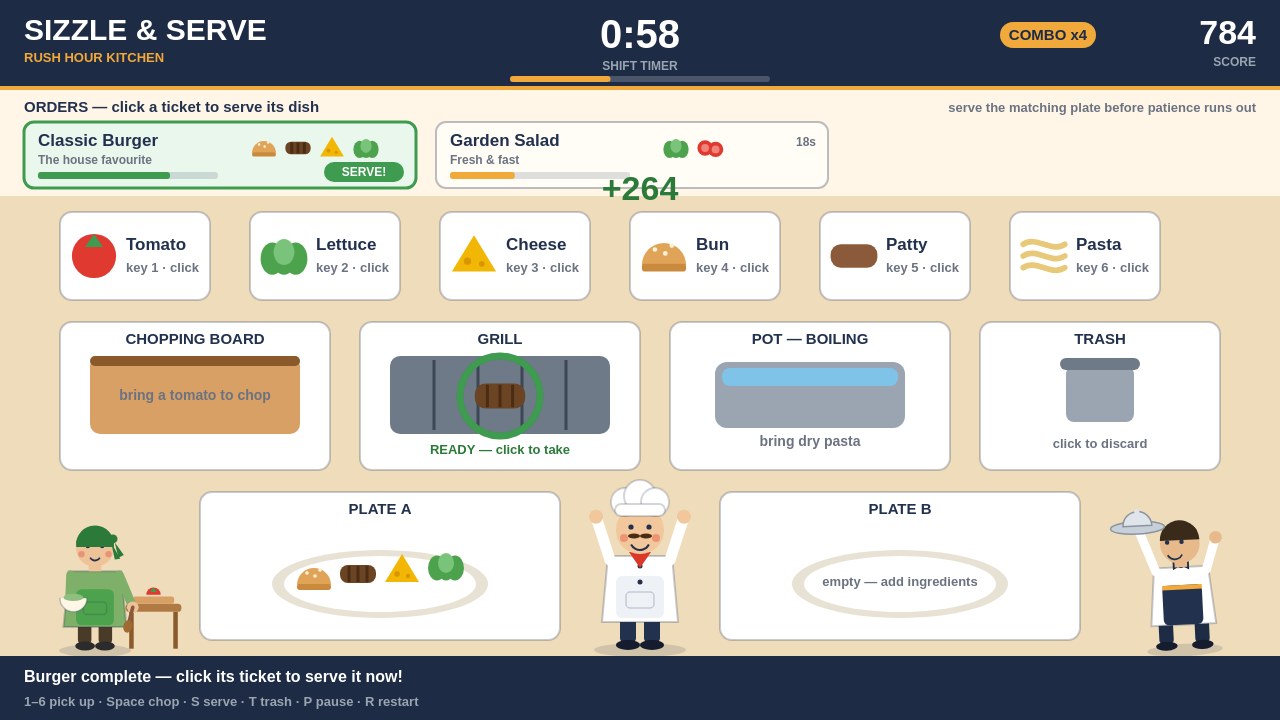 SIZZLE & SERVE
RUSH HOUR KITCHEN
0:58
SHIFT TIMER
COMBO x4
784
SCORE
ORDERS — click a ticket to serve its dish
serve the matching plate before patience runs out
Classic Burger
The house favourite
SERVE!
Garden Salad
Fresh & fast
18s
+264
Tomato
key 1 · click
Lettuce
key 2 · click
Cheese
key 3 · click
Bun
key 4 · click
Patty
key 5 · click
Pasta
key 6 · click
CHOPPING BOARD
bring a tomato to chop
GRILL
READY — click to take
POT — BOILING
bring dry pasta
TRASH
click to discard
PLATE A
PLATE B
empty — add ingredients
Burger complete — click its ticket to serve it now!
1–6 pick up · Space chop · S serve · T trash · P pause · R restart